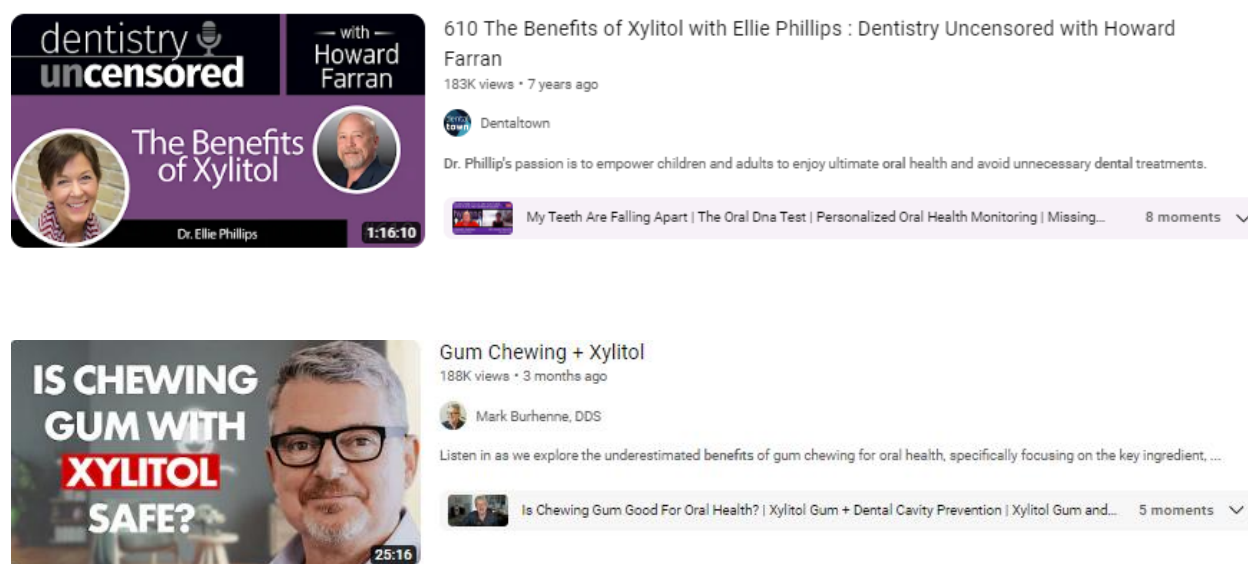 dentistry
uncensored
with
Howard
Farran
The Benefits
of Xylitol
Dr. Ellie Phillips
1:16:10
610 The Benefits of Xylitol with Ellie Phillips : Dentistry Uncensored with Howard
Farran
183K views • 7 years ago
dental
town
Dentaltown
Dr. Phillip's passion is to empower children and adults to enjoy ultimate oral health and avoid unnecessary dental treatments.
My Teeth Are Falling Apart | The Oral Dna Test | Personalized Oral Health Monitoring | Missing...
8 moments
IS CHEWING
GUM WITH
XYLITOL
SAFE?
25:16
Gum Chewing + Xylitol
188K views • 3 months ago
Mark Burhenne, DDS
Listen in as we explore the underestimated benefits of gum chewing for oral health, specifically focusing on the key ingredient, ...
Is Chewing Gum Good For Oral Health? | Xylitol Gum + Dental Cavity Prevention | Xylitol Gum and...
5 moments